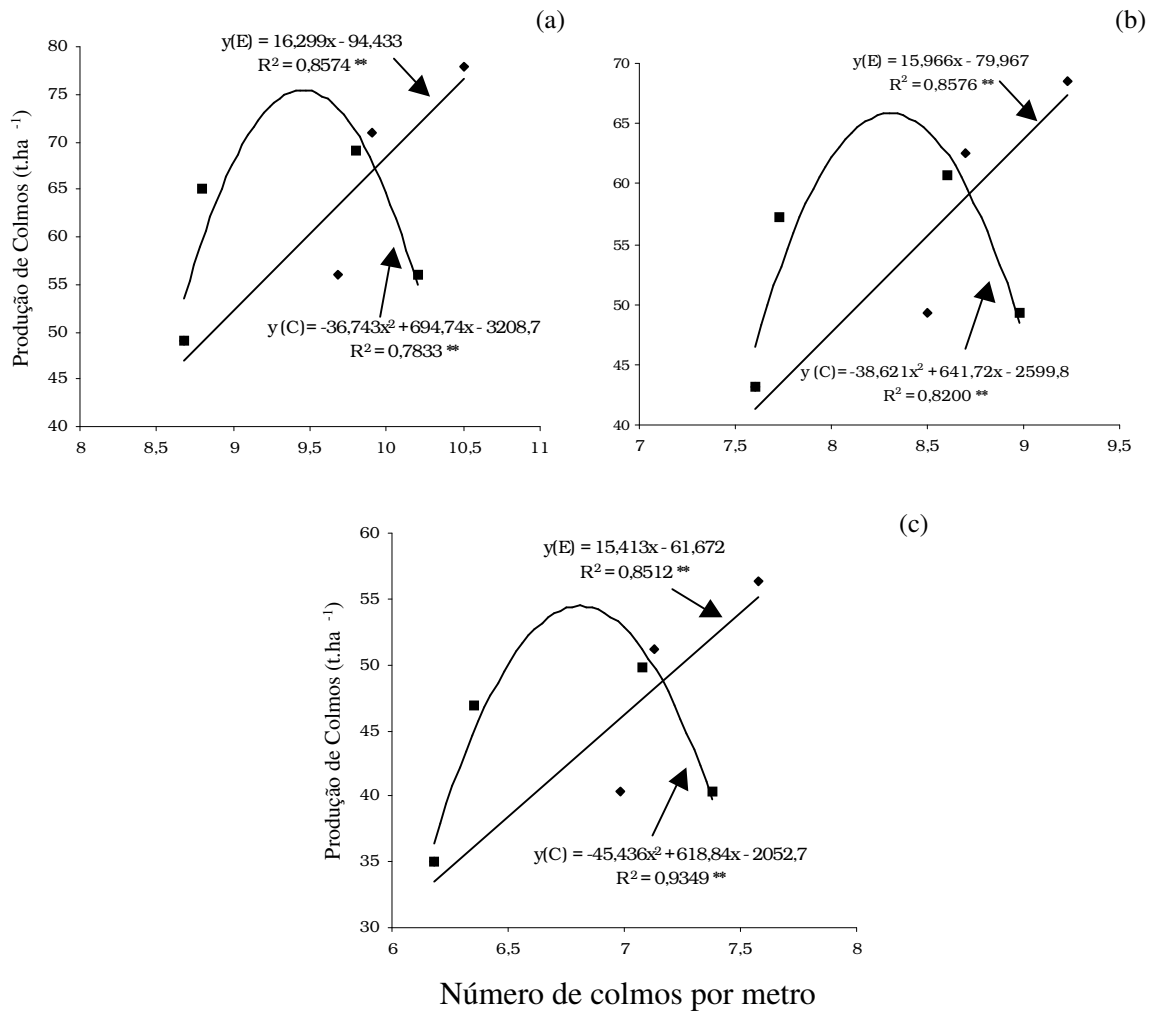 (a)
y(E) = 16,299x - 94,433
R² = 0,8574 **
80
75
70
65
60
55
50
45
40
8
8,5
9
9,5
10
10,5
11
Produção de Colmos (t.ha ⁻¹)
y (C) = -36,743x² + 694,74x - 3208,7
R² = 0,7833 **
(b)
y(E) = 15,966x - 79,967
R² = 0,8576 **
70
65
60
55
50
45
40
7
7,5
8
8,5
9
9,5
y (C) = -38,621x² + 641,72x - 2599,8
R² = 0,8200 **
(c)
y(E) = 15,413x - 61,672
R² = 0,8512 **
60
55
50
45
40
35
30
6
6,5
7
7,5
8
Produção de Colmos (t.ha ⁻¹)
y(C) = -45,436x² + 618,84x - 2052,7
R² = 0,9349 **
Número de colmos por metro